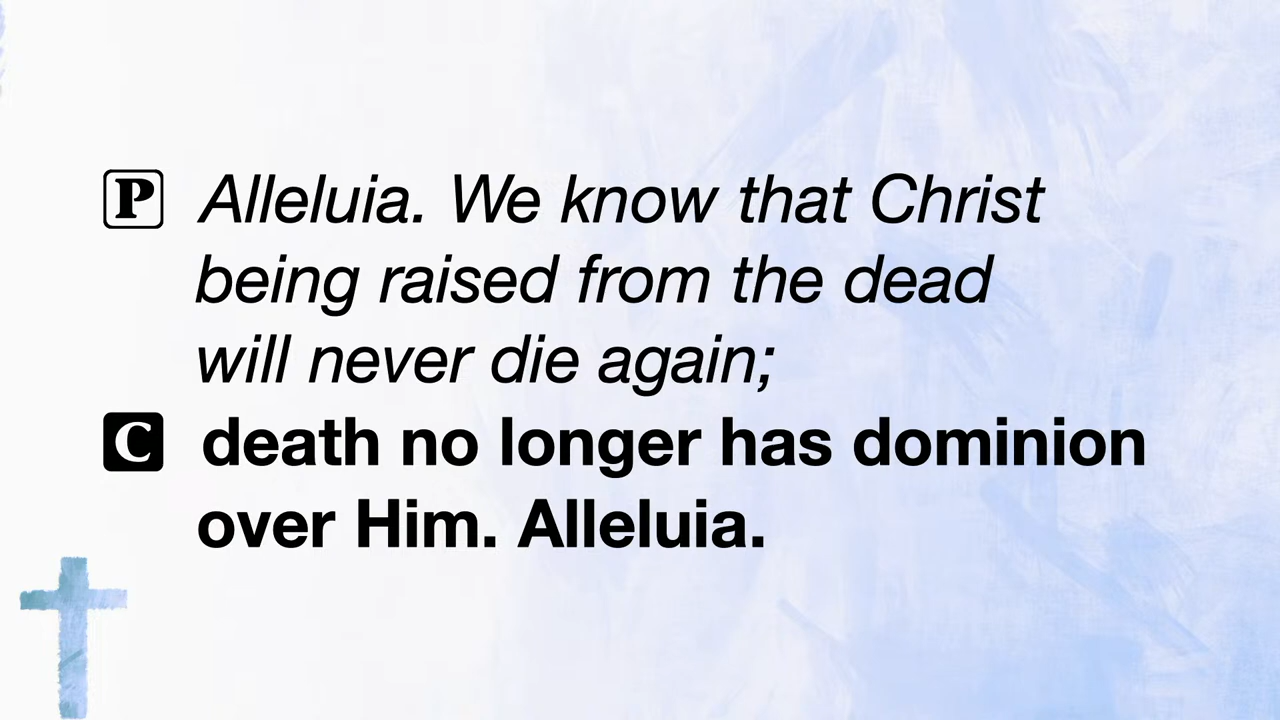 P Alleluia. We know that Christ
being raised from the dead
will never die again;
C death no longer has dominion
over Him. Alleluia.